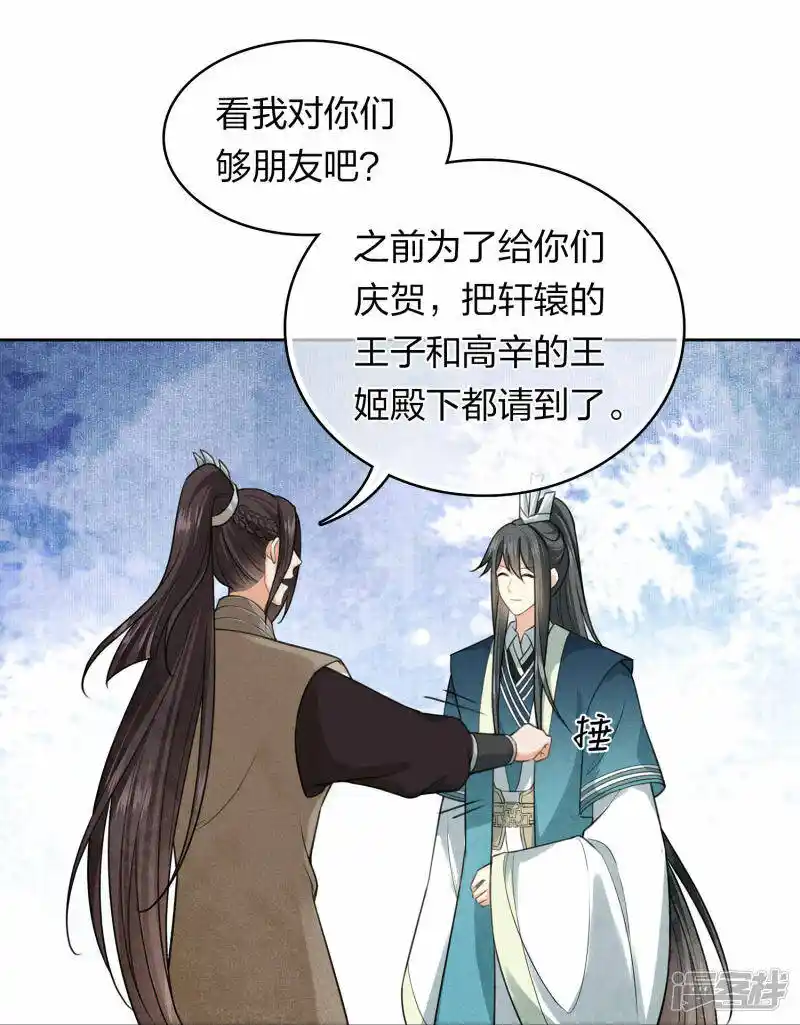 看我对你们
够朋友吧？
之前为了给你们
庆贺，把轩辕的
王子和高辛的王
姬殿下都请到了。
捶
漫客栈